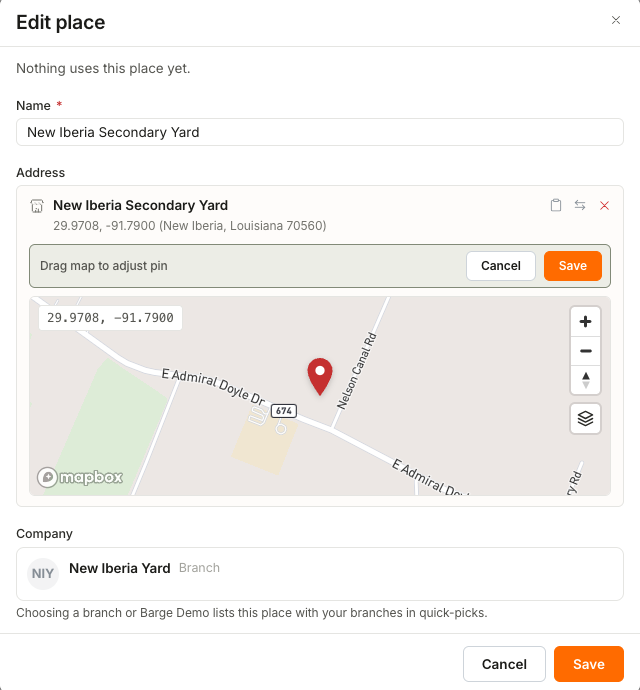 Edit place
Nothing uses this place yet.
Name *
New Iberia Secondary Yard
Address
New Iberia Secondary Yard
29.9708, -91.7900 (New Iberia, Louisiana 70560)
Drag map to adjust pin
Cancel
Save
29.9708, −91.7900
E Admiral Doyle Dr
674
Nelson Canal Rd
E Admiral Doyle
ry Rd
mapbox
Company
NIY
New Iberia Yard Branch
Choosing a branch or Barge Demo lists this place with your branches in quick-picks.
Cancel
Save